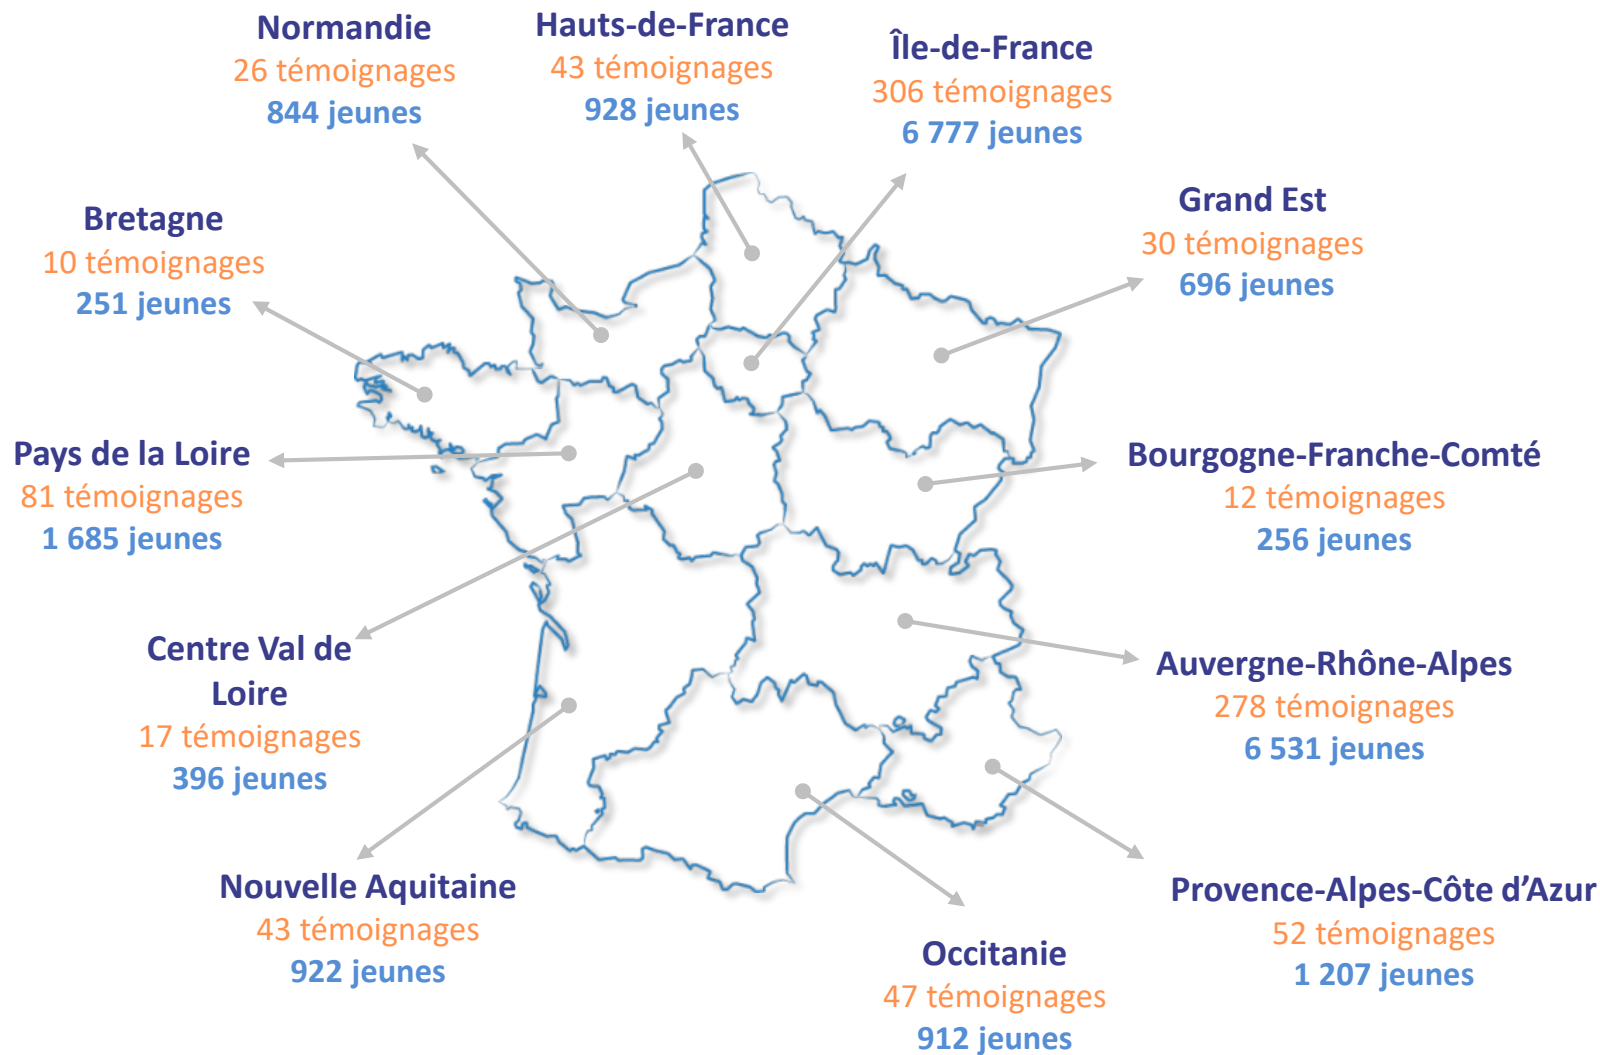 Normandie
26 témoignages
844 jeunes
Hauts-de-France
43 témoignages
928 jeunes
Île-de-France
306 témoignages
6 777 jeunes
Grand Est
30 témoignages
696 jeunes
Bretagne
10 témoignages
251 jeunes
Pays de la Loire
81 témoignages
1 685 jeunes
Bourgogne-Franche-Comté
12 témoignages
256 jeunes
Centre Val de
Loire
17 témoignages
396 jeunes
Auvergne-Rhône-Alpes
278 témoignages
6 531 jeunes
Nouvelle Aquitaine
43 témoignages
922 jeunes
Occitanie
47 témoignages
912 jeunes
Provence-Alpes-Côte d’Azur
52 témoignages
1 207 jeunes